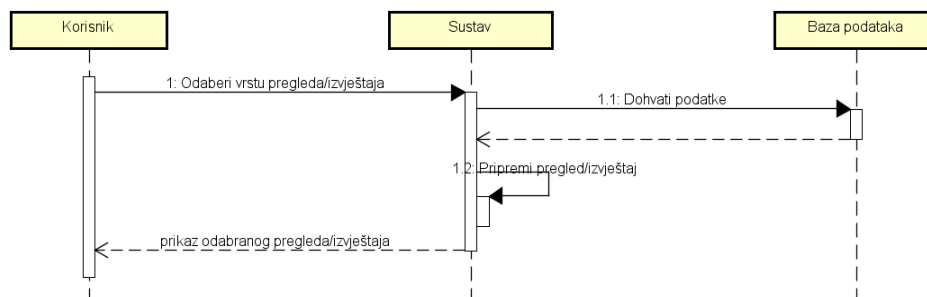 Korisnik
Sustav
Baza podataka
1: Odaberi vrstu pregleda/izvještaja
1.1: Dohvati podatke
1.2: Pripremi pregled/izvještaj
prikaz odabranog pregleda/izvještaja